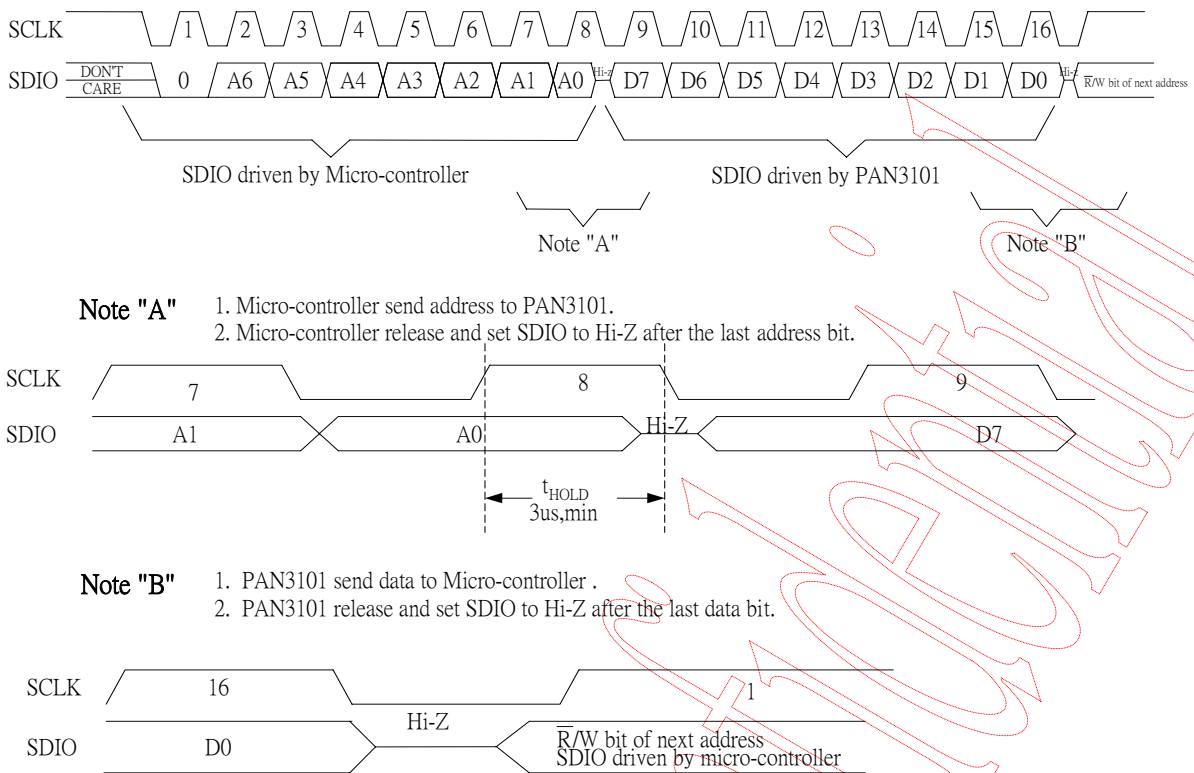 SCLK 1 2 3 4 5 6 7 8 9 10 11 12 13 14 15 16
SDIO DON'T CARE 0 A6 A5 A4 A3 A2 A1 A0 Hi-z D7 D6 D5 D4 D3 D2 D1 D0 Hi-Z R̅/W bit of next address
SDIO driven by Micro-controller SDIO driven by PAN3101
Note "A" Note "B"
Note "A" 1. Micro-controller send address to PAN3101.
2. Micro-controller release and set SDIO to Hi-Z after the last address bit.
SCLK 7 8 9
SDIO A1 A0 Hi-Z D7
tHOLD
3us,min
Note "B" 1. PAN3101 send data to Micro-controller .
2. PAN3101 release and set SDIO to Hi-Z after the last data bit.
SCLK 16 1
Hi-Z
SDIO D0 R̅/W bit of next address
SDIO driven by micro-controller